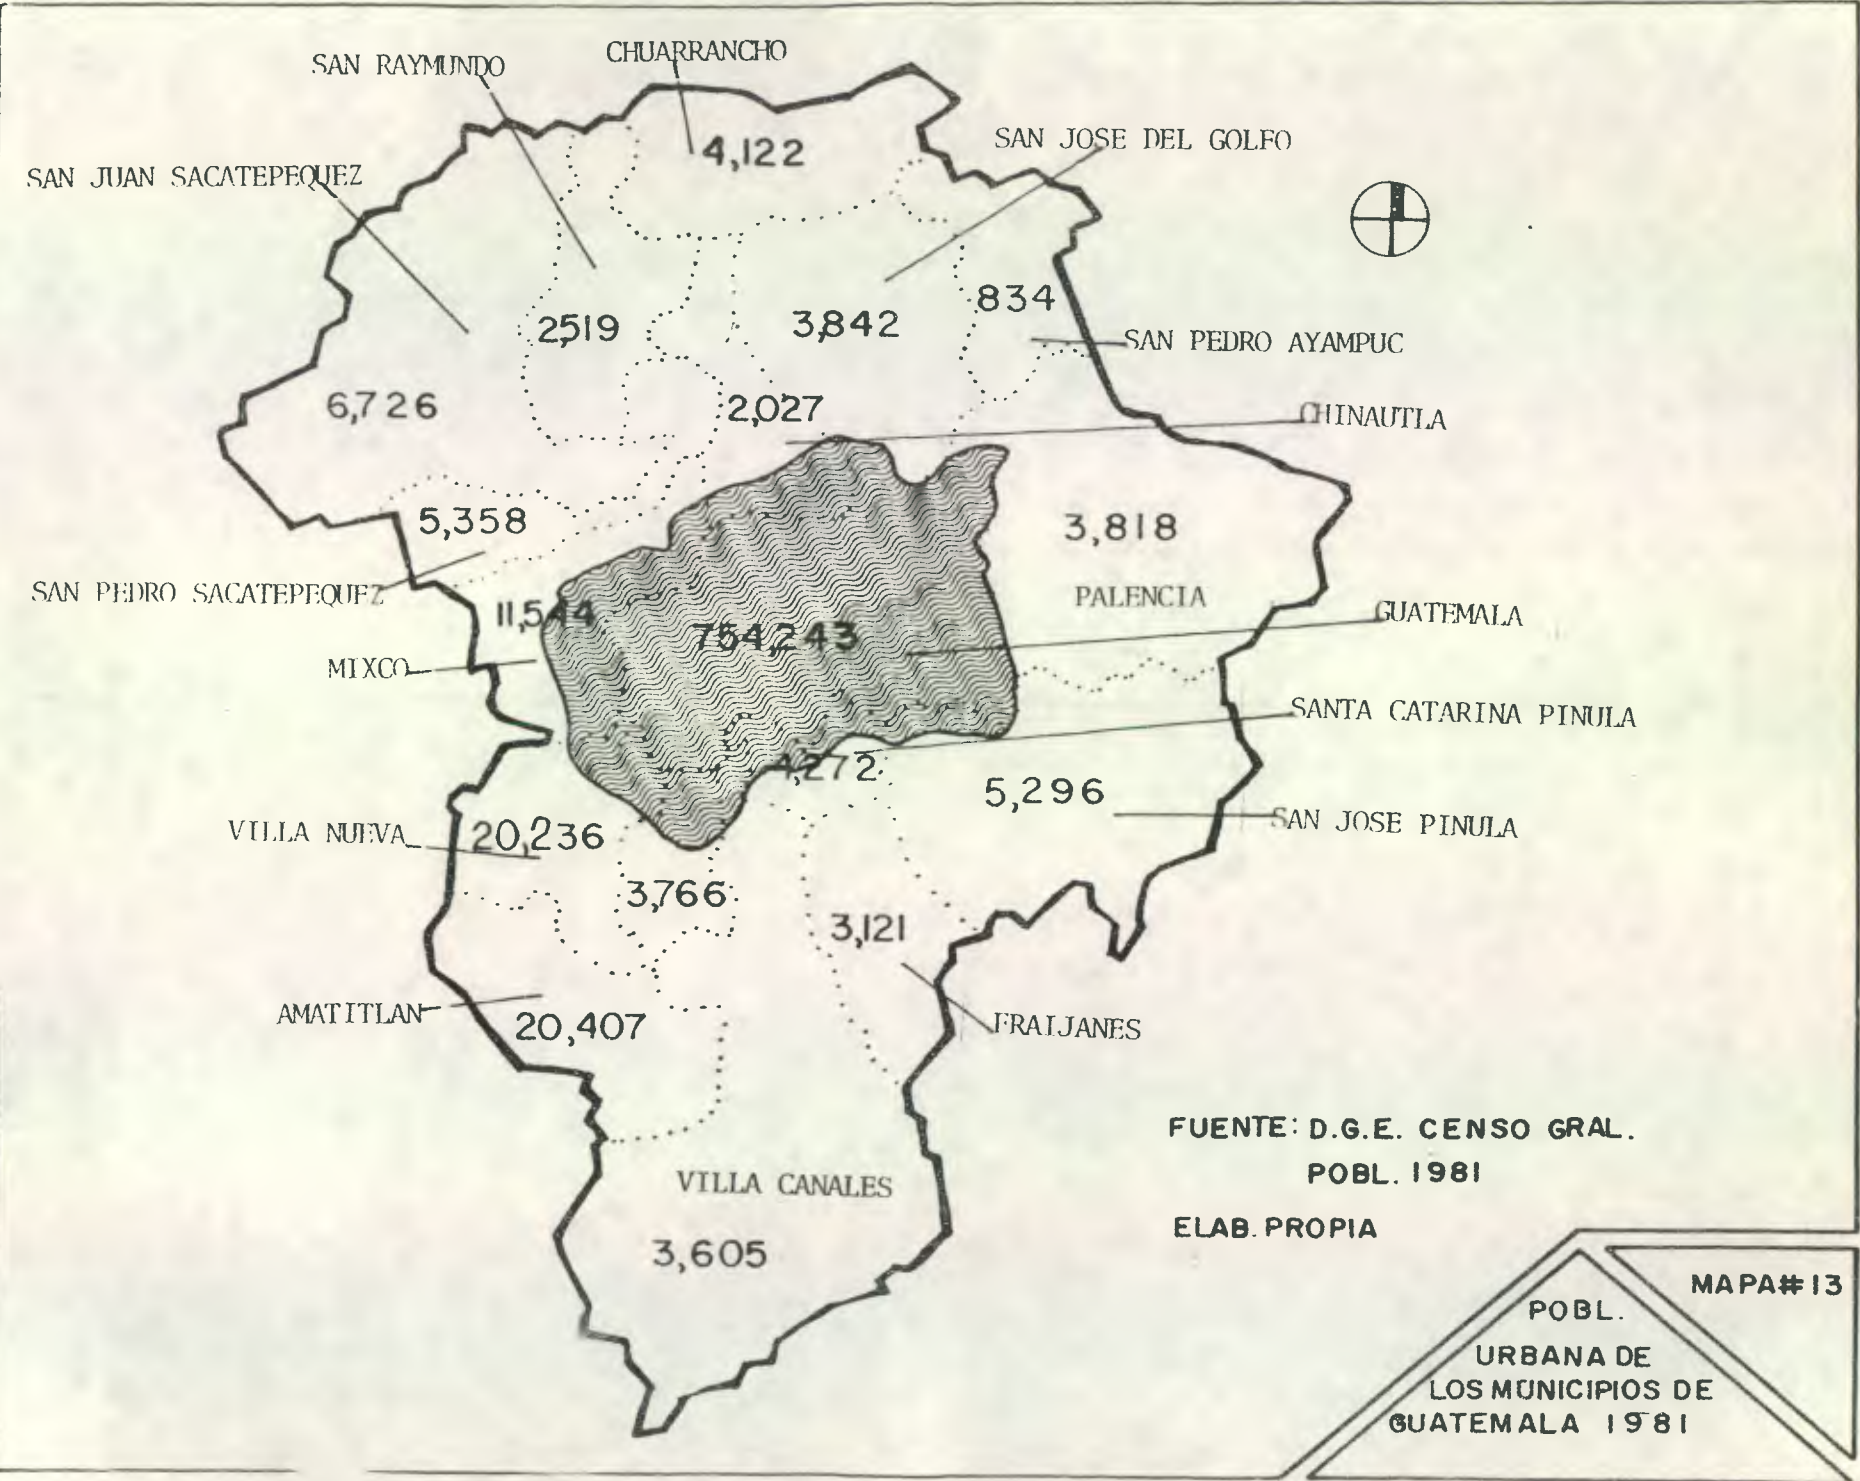 CHUARRANCHO
SAN RAYMUNDO
SAN JOSE DEL GOLFO
4,122
SAN JUAN SACATEPEQUEZ
834
2,519
3,842
SAN PEDRO AYAMPUC
6,726
2,027
CHINAUTLA
5,358
3,818
SAN PEDRO SACATEPEQUEZ
PALENCIA
11,544
GUATEMALA
754,243
MIXCO
SANTA CATARINA PINULA
4,272
5,296
VILLA NUEVA
20,236
SAN JOSE PINULA
3,766
3,121
AMATITLAN
20,407
FRAIJANES
FUENTE: D.G.E. CENSO GRAL.
POBL. 1981
VILLA CANALES
ELAB. PROPIA
3,605
MAPA#13
POBL.
URBANA DE
LOS MUNICIPIOS DE
GUATEMALA 1981